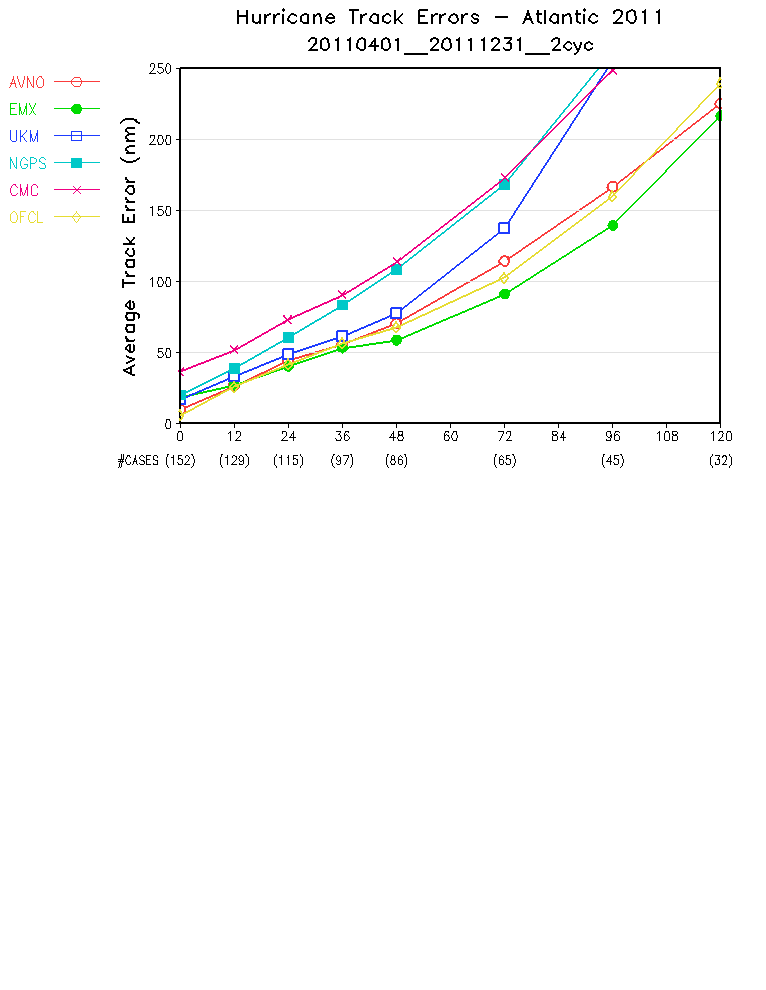 Hurricane Track Errors – Atlantic 2011
20110401__20111231__2cyc
AVNO
EMX
UKM
NGPS
CMC
OFCL
Average Track Error (nm)
250
200
150
100
50
0
0 12 24 36 48 60 72 84 96 108 120
#CASES (152) (129) (115) (97) (86) (65) (45) (32)